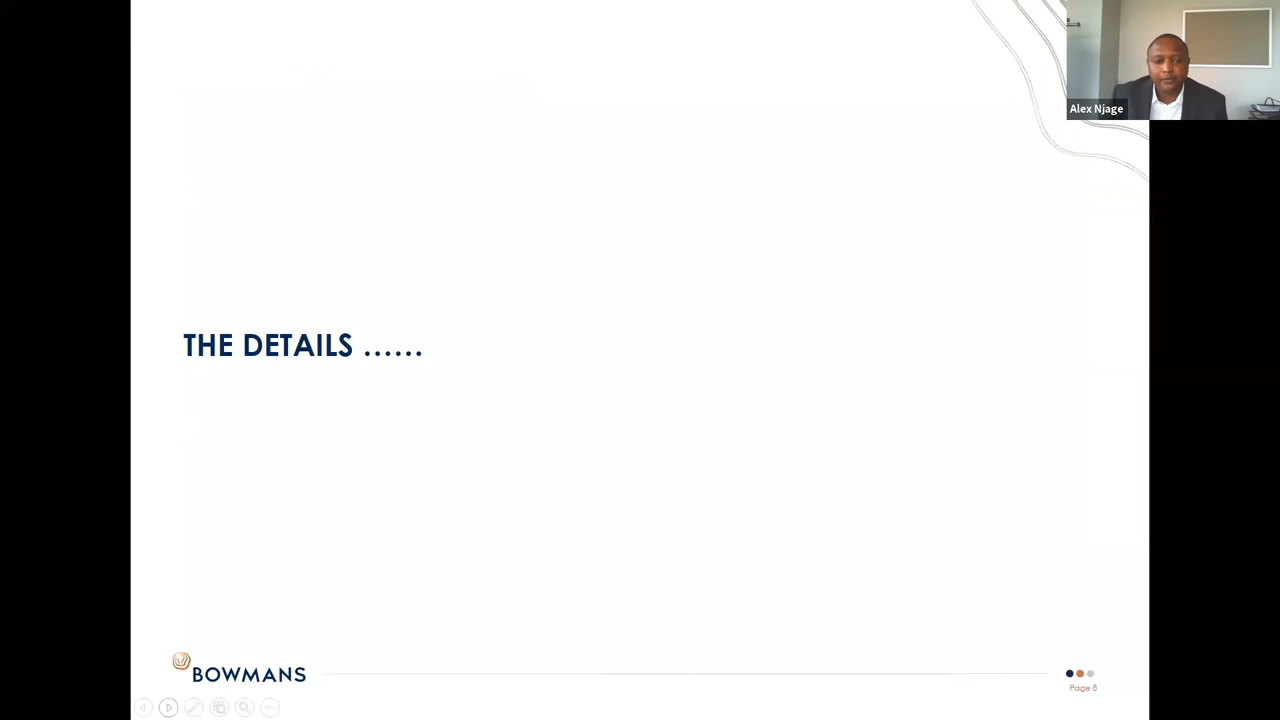 Alex Njage
THE DETAILS ......
BOWMANS
Page 8